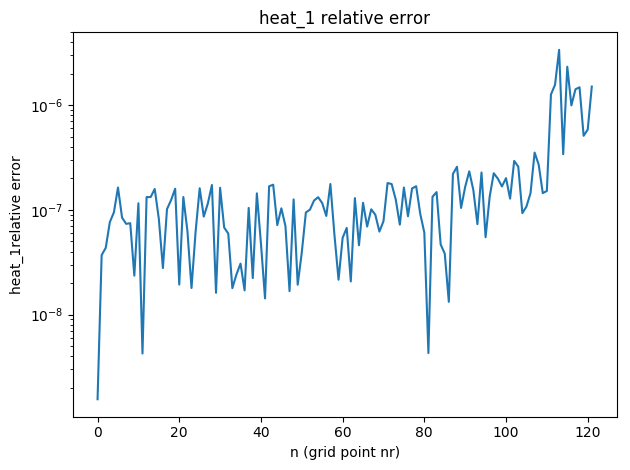 heat_1 relative error
heat_1relative error
10⁻⁶
10⁻⁷
10⁻⁸
0 20 40 60 80 100 120
n (grid point nr)